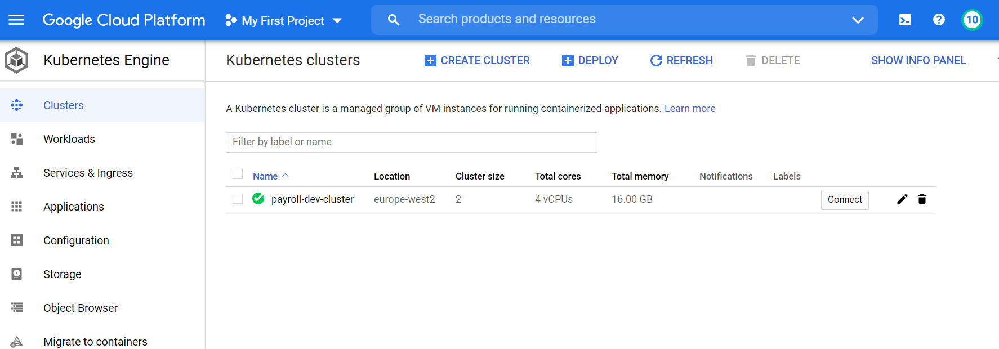 Google Cloud Platform
My First Project
Search products and resources
10
Kubernetes Engine
Clusters
Workloads
Services & Ingress
Applications
Configuration
Storage
Object Browser
Migrate to containers
Kubernetes clusters
CREATE CLUSTER
DEPLOY
REFRESH
DELETE
SHOW INFO PANEL
A Kubernetes cluster is a managed group of VM instances for running containerized applications. Learn more
Filter by label or name
Name Location Cluster size Total cores Total memory Notifications Labels
payroll-dev-cluster europe-west2 2 4 vCPUs 16.00 GB Connect